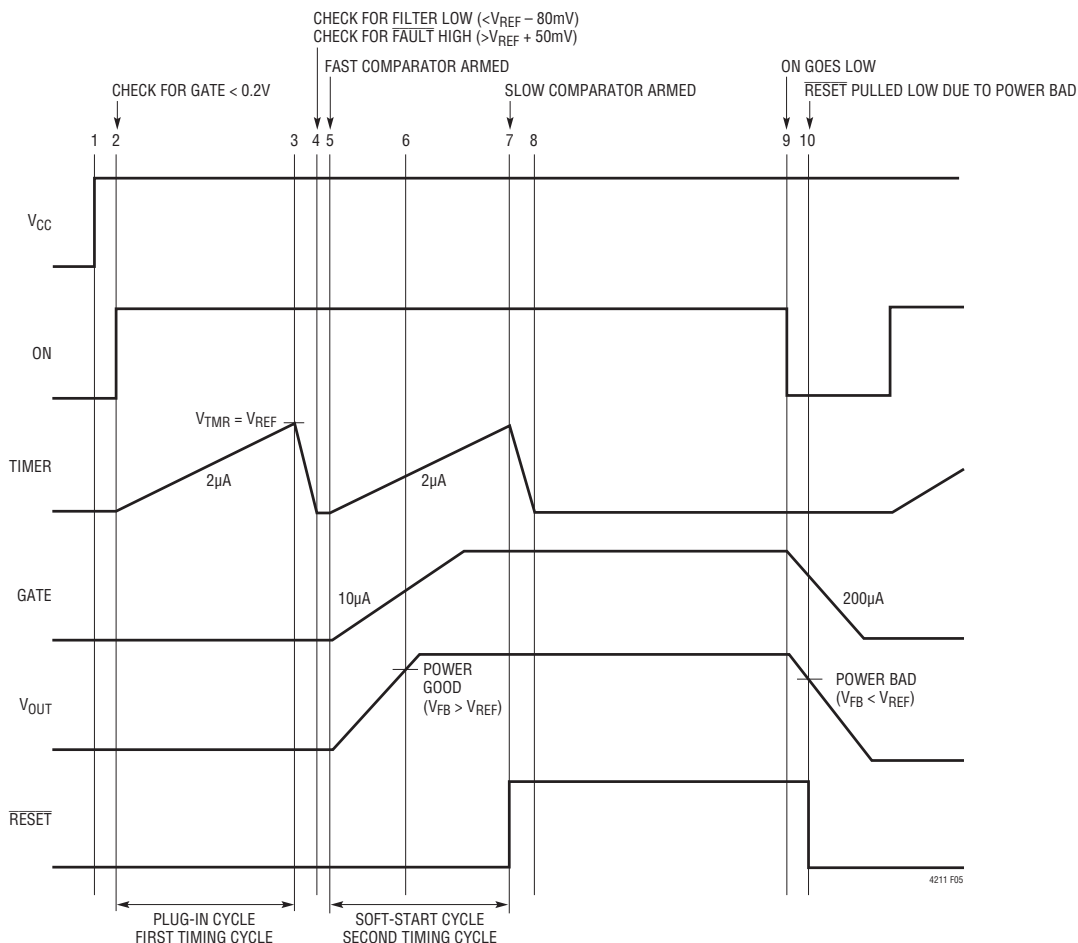 CHECK FOR FILTER LOW (<VREF – 80mV)
CHECK FOR FAULT HIGH (>VREF + 50mV)
FAST COMPARATOR ARMED
ON GOES LOW
CHECK FOR GATE < 0.2V
SLOW COMPARATOR ARMED
RESET PULLED LOW DUE TO POWER BAD
1 2 3 4 5 6 7 8 9 10
VCC
ON
VTMR = VREF
TIMER
2µA
2µA
GATE
10µA
200µA
POWER
GOOD
(VFB > VREF)
POWER BAD
(VFB < VREF)
VOUT
RESET
4211 F05
PLUG-IN CYCLE
FIRST TIMING CYCLE
SOFT-START CYCLE
SECOND TIMING CYCLE